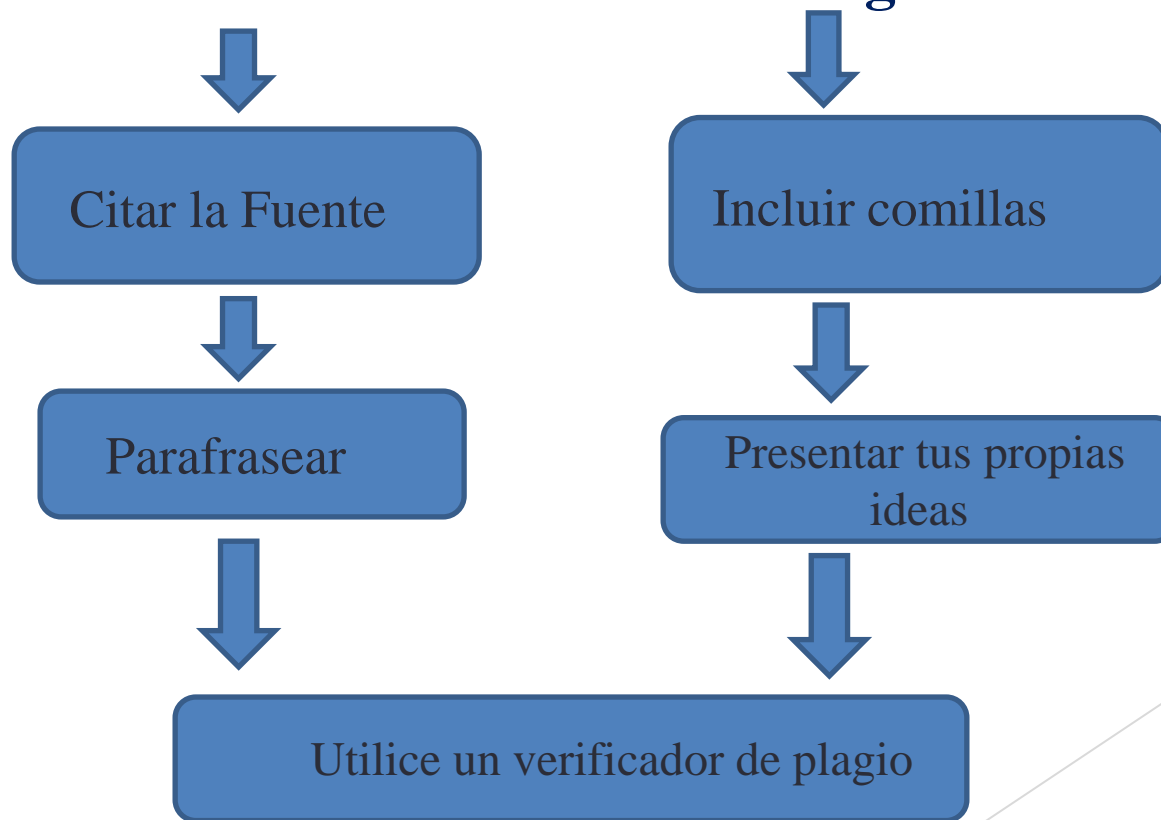 Citar la Fuente
Incluir comillas
Parafrasear
Presentar tus propias
ideas
Utilice un verificador de plagio